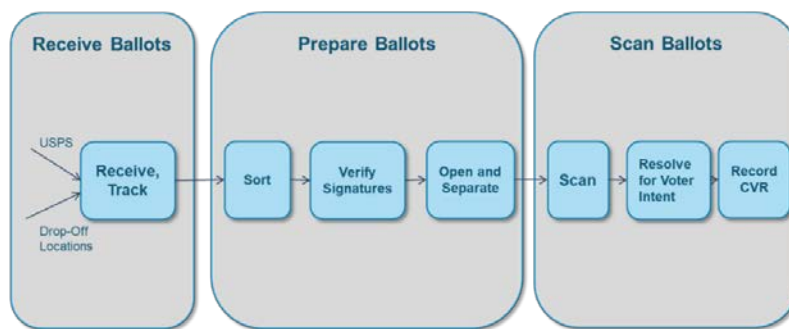 Receive Ballots
USPS
Receive,
Track
Drop-Off
Locations
Prepare Ballots
Sort
Verify
Signatures
Open and
Separate
Scan Ballots
Scan
Resolve
for Voter
Intent
Record
CVR